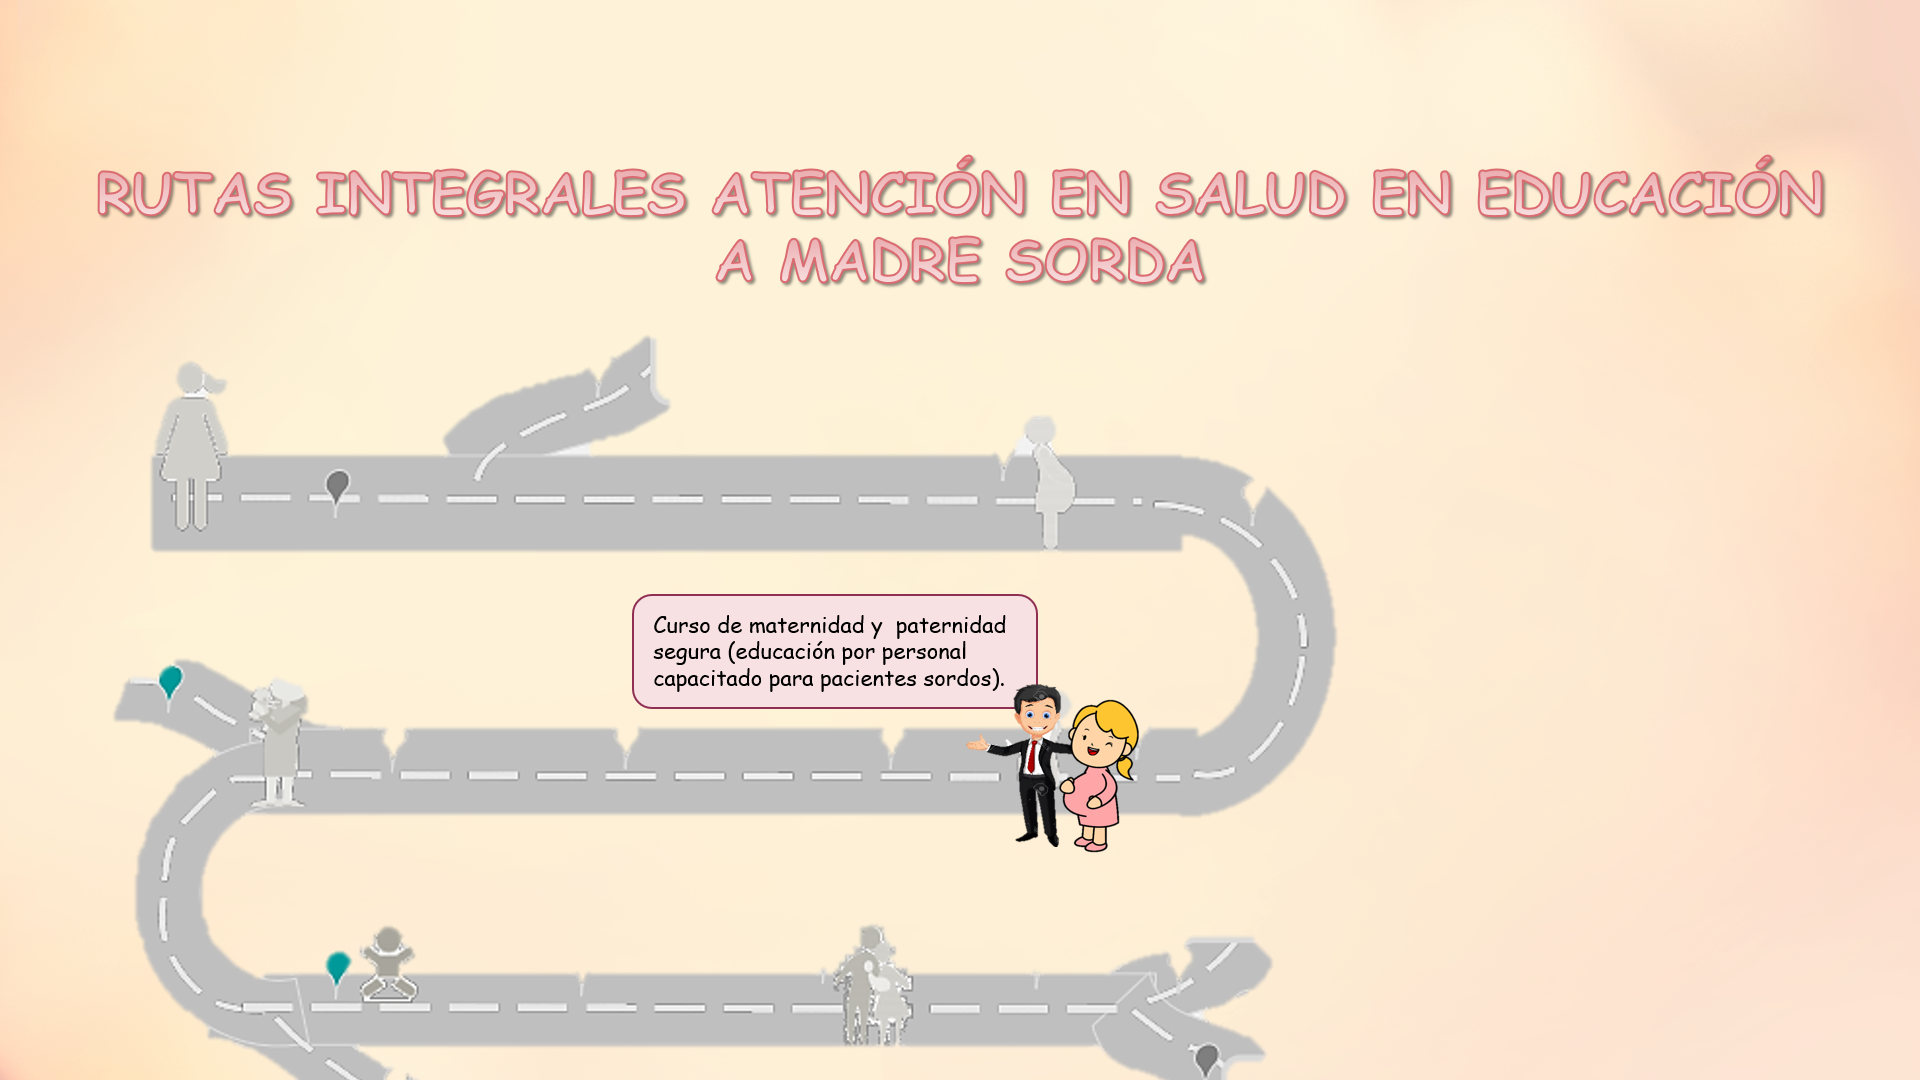 RUTAS INTEGRALES ATENCIÓN EN SALUD EN EDUCACIÓN
A MADRE SORDA
Curso de maternidad y  paternidad
segura (educación por personal
capacitado para pacientes sordos).